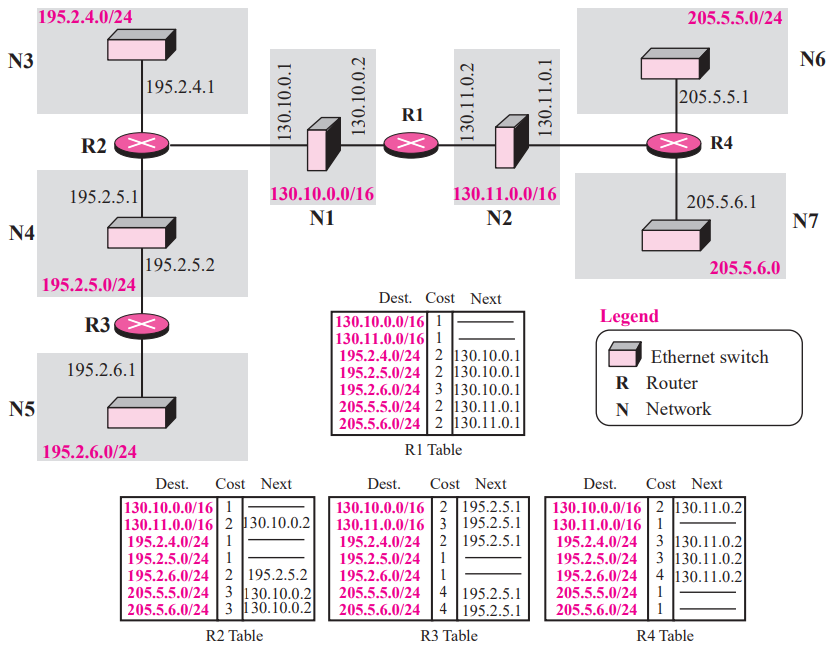 195.2.4.0/24
N3
195.2.4.1
R2
195.2.5.1
N4
195.2.5.2
195.2.5.0/24
R3
195.2.6.1
N5
195.2.6.0/24
130.10.0.1
130.10.0.2
130.10.0.0/16
N1
R1
130.11.0.2
130.11.0.1
130.11.0.0/16
N2
205.5.5.0/24
N6
205.5.5.1
R4
205.5.6.1
N7
205.5.6.0
Dest. Cost Next
130.10.0.0/16 1
130.11.0.0/16 1
195.2.4.0/24 2 130.10.0.1
195.2.5.0/24 2 130.10.0.1
195.2.6.0/24 3 130.10.0.1
205.5.5.0/24 2 130.11.0.1
205.5.6.0/24 2 130.11.0.1
R1 Table
Legend
Ethernet switch
R Router
N Network
Dest. Cost Next
130.10.0.0/16 1
130.11.0.0/16 2 130.10.0.2
195.2.4.0/24 1
195.2.5.0/24 1
195.2.6.0/24 2 195.2.5.2
205.5.5.0/24 3 130.10.0.2
205.5.6.0/24 3 130.10.0.2
R2 Table
Dest. Cost Next
130.10.0.0/16 2 195.2.5.1
130.11.0.0/16 3 195.2.5.1
195.2.4.0/24 2 195.2.5.1
195.2.5.0/24 1
195.2.6.0/24 1
205.5.5.0/24 4 195.2.5.1
205.5.6.0/24 4 195.2.5.1
R3 Table
Dest. Cost Next
130.10.0.0/16 2 130.11.0.2
130.11.0.0/16 1
195.2.4.0/24 3 130.11.0.2
195.2.5.0/24 3 130.11.0.2
195.2.6.0/24 4 130.11.0.2
205.5.5.0/24 1
205.5.6.0/24 1
R4 Table